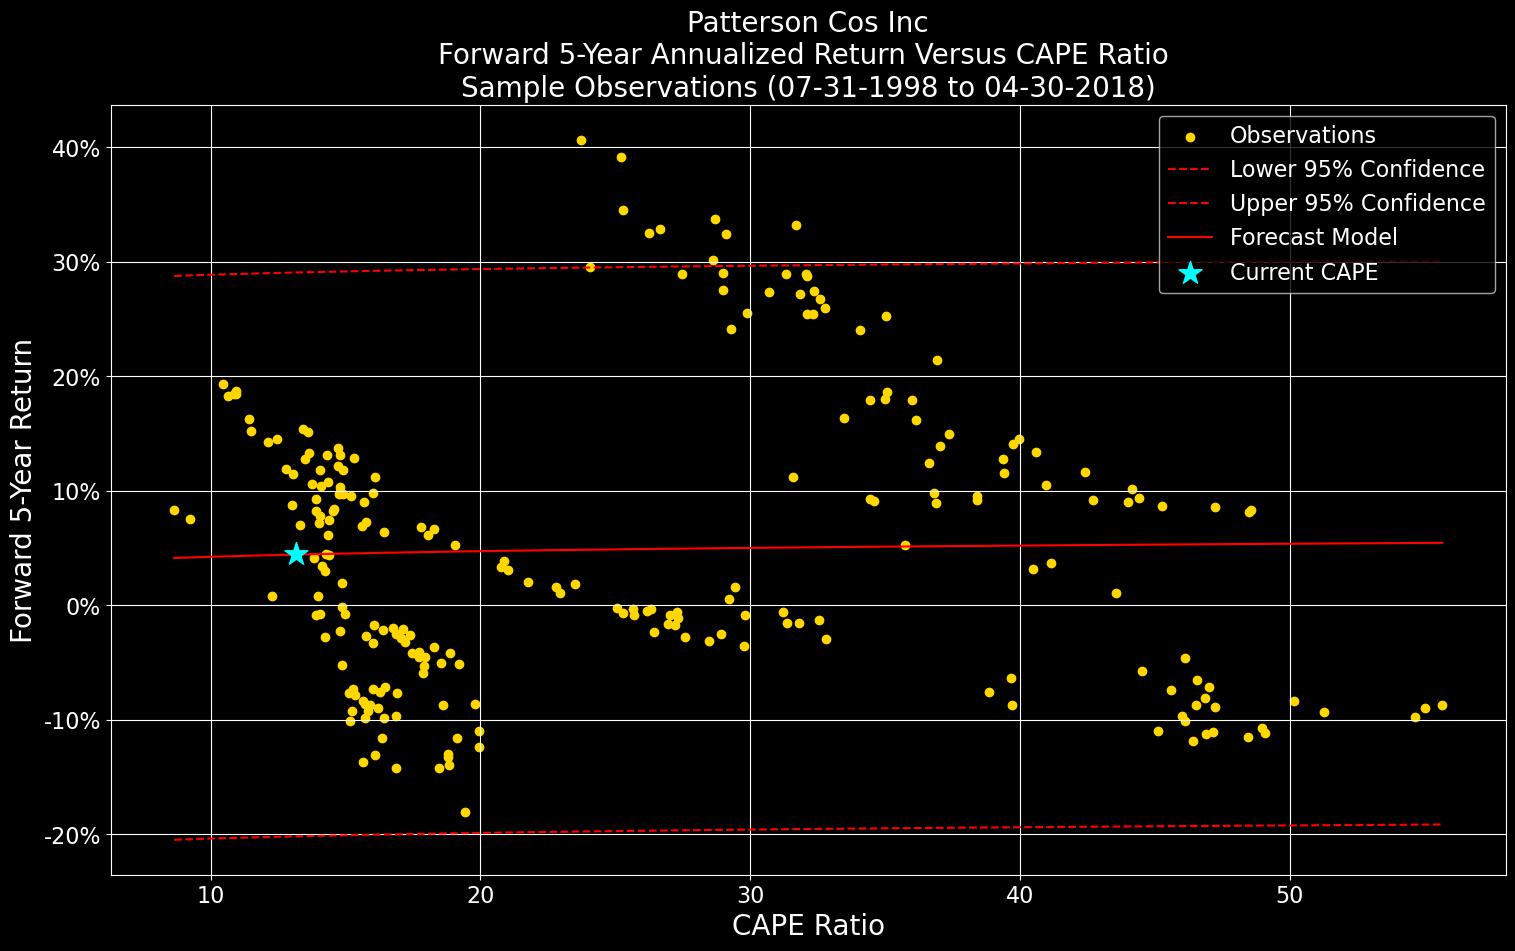 Patterson Cos Inc
Forward 5-Year Annualized Return Versus CAPE Ratio
Sample Observations (07-31-1998 to 04-30-2018)
Observations
Lower 95% Confidence
Upper 95% Confidence
Forecast Model
Current CAPE
Forward 5-Year Return
40%
30%
20%
10%
0%
-10%
-20%
10 20 30 40 50
CAPE Ratio